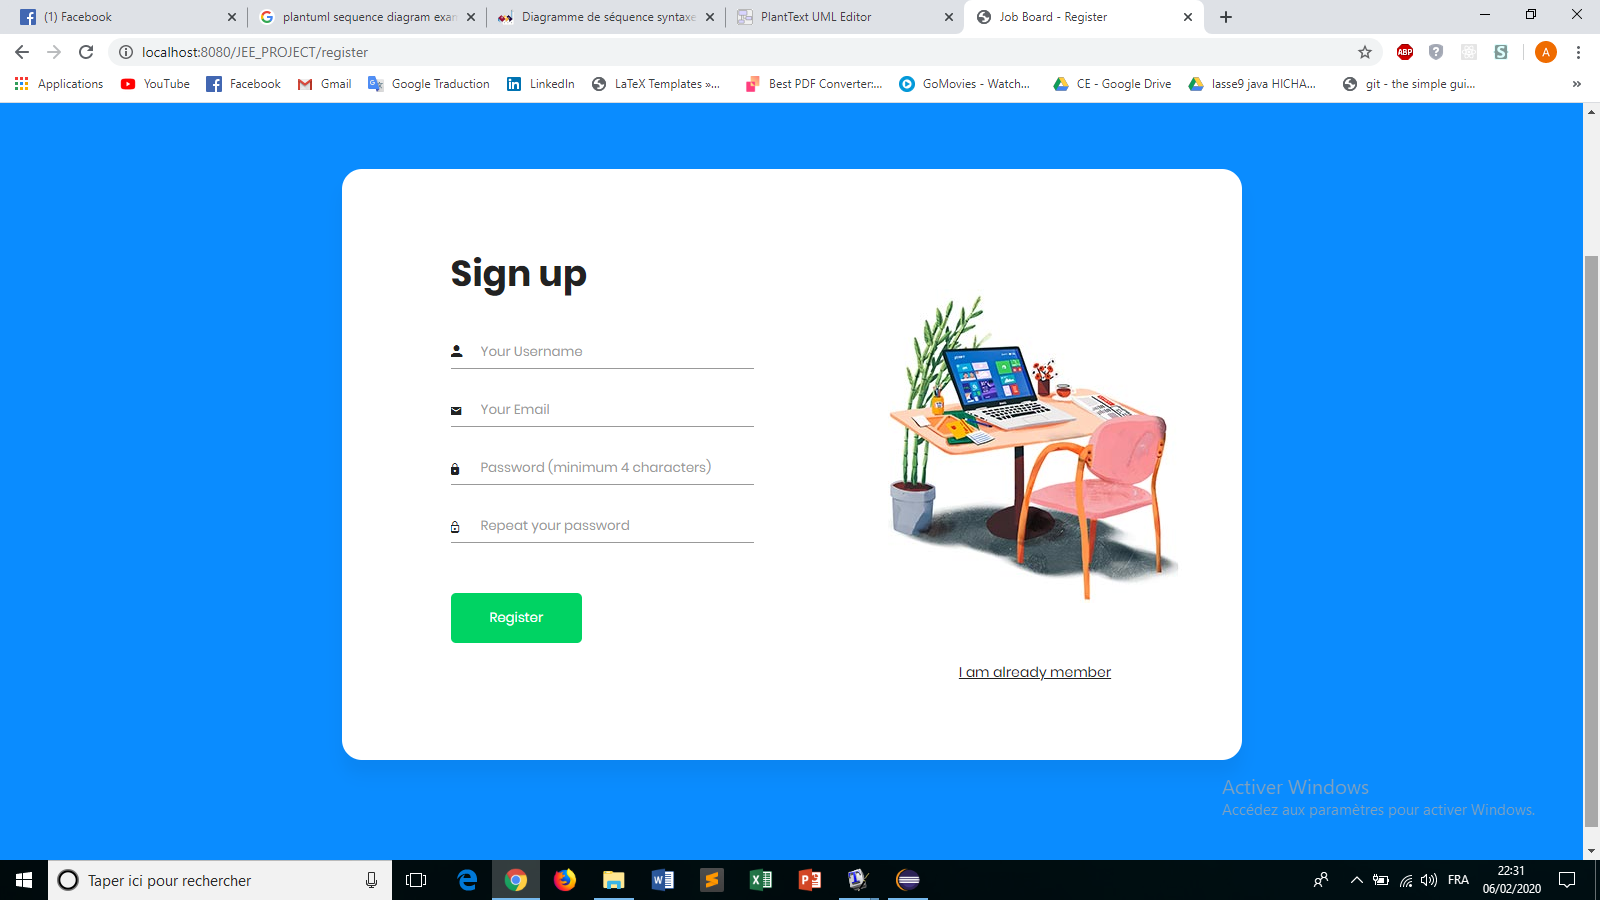 (1) Facebook
plantuml sequence diagram exam
Diagramme de séquence syntaxe
PlantText UML Editor
Job Board - Register
localhost:8080/JEE_PROJECT/register
ABP
A
Applications
YouTube
Facebook
Gmail
Google Traduction
LinkedIn
LaTeX Templates »...
Best PDF Converter:...
GoMovies - Watch...
CE - Google Drive
lasse9 java HICHA...
git - the simple gui...
»
Sign up
Your Username
Your Email
Password (minimum 4 characters)
Repeat your password
Register
I am already member
Activer Windows
Accédez aux paramètres pour activer Windows.
Taper ici pour rechercher
FRA
22:31
06/02/2020